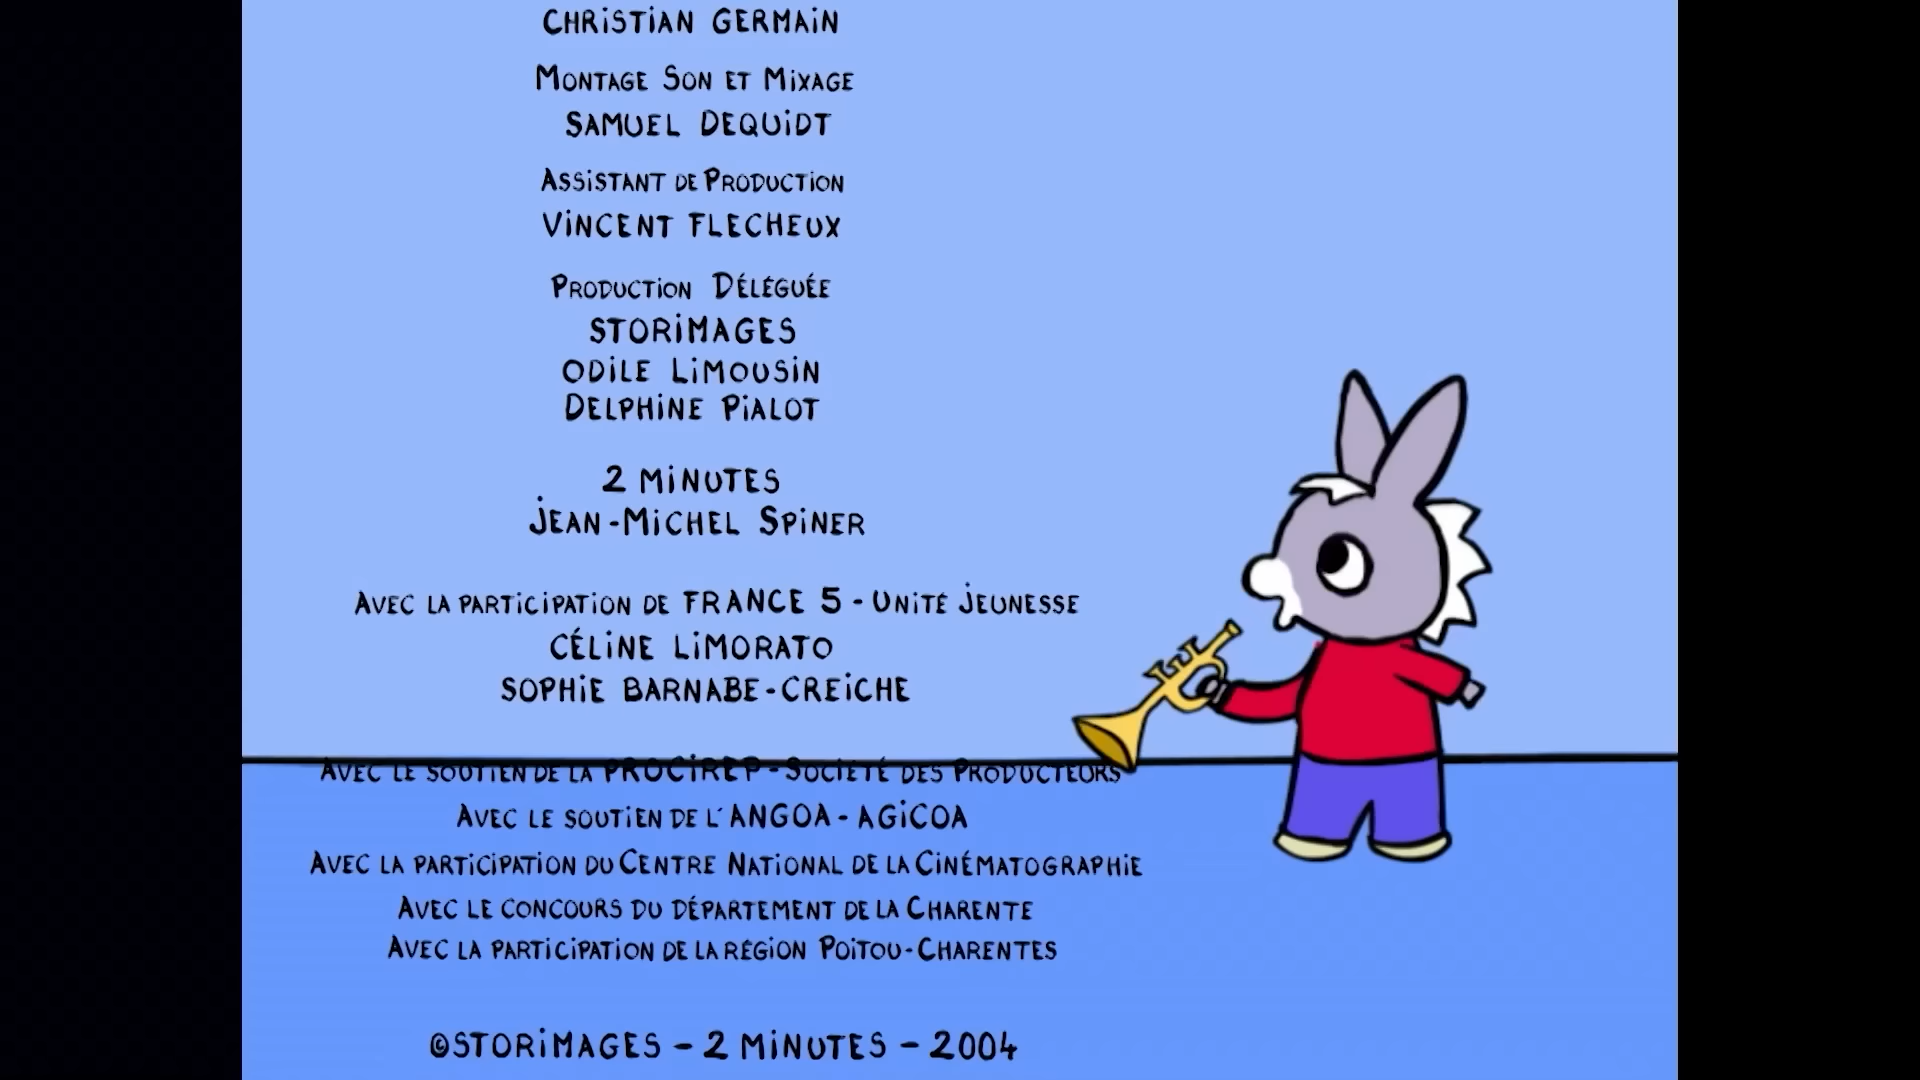 CHRISTIAN GERMAIN
MONTAGE SON ET MIXAGE
SAMUEL DEQUIDT
ASSISTANT DE PRODUCTION
VINCENT FLECHEUX
PRODUCTION DÉLÉGUÉE
STORIMAGES
ODILE LIMOUSIN
DELPHINE PIALOT
2 MINUTES
JEAN-MICHEL SPINER
AVEC LA PARTICIPATION DE FRANCE 5 - UNITÉ JEUNESSE
CÉLINE LIMORATO
SOPHIE BARNABE-CREICHE
AVEC LE SOUTIEN DE LA PROCIREP - SOCIÉTÉ DES PRODUCTEURS
AVEC LE SOUTIEN DE L'ANGOA - AGICOA
AVEC LA PARTICIPATION DU CENTRE NATIONAL DE LA CINÉMATOGRAPHIE
AVEC LE CONCOURS DU DÉPARTEMENT DE LA CHARENTE
AVEC LA PARTICIPATION DE LA RÉGION POITOU-CHARENTES
©STORIMAGES - 2 MINUTES - 2004